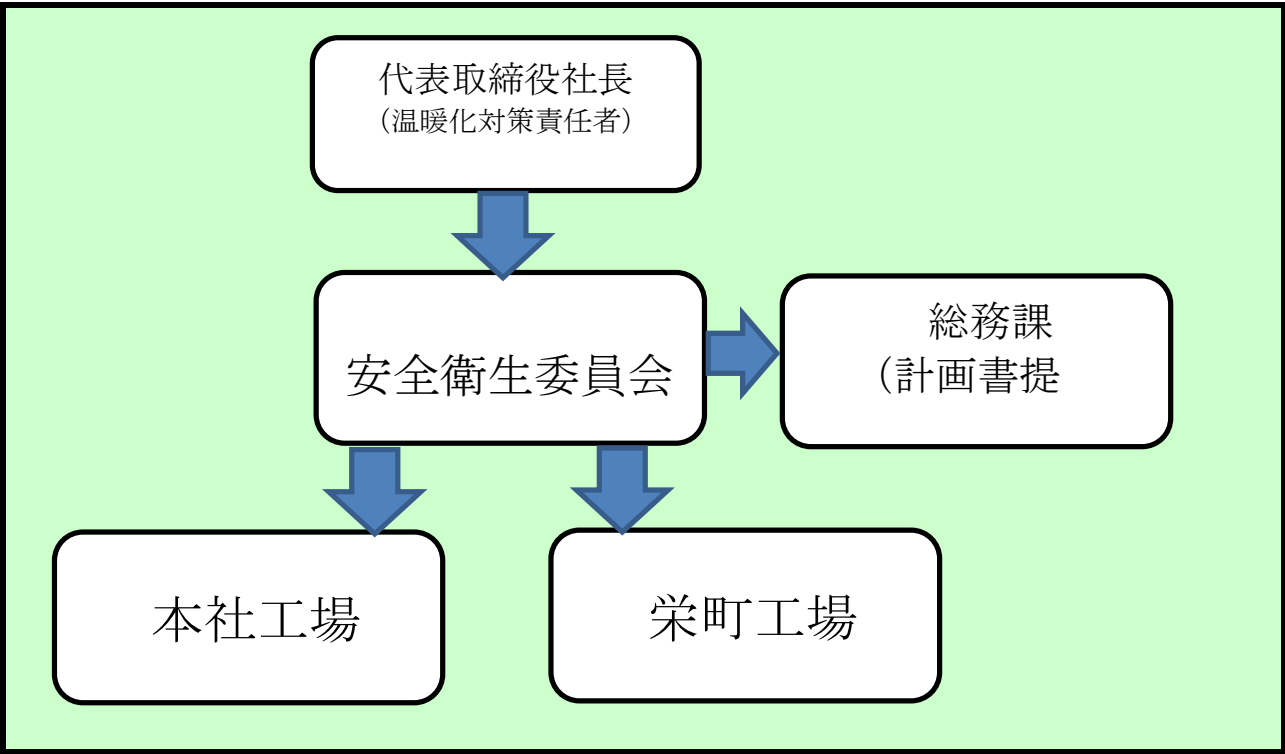 代表取締役社長
（温暖化対策責任者）
安全衛生委員会
総務課
（計画書提
本社工場
栄町工場